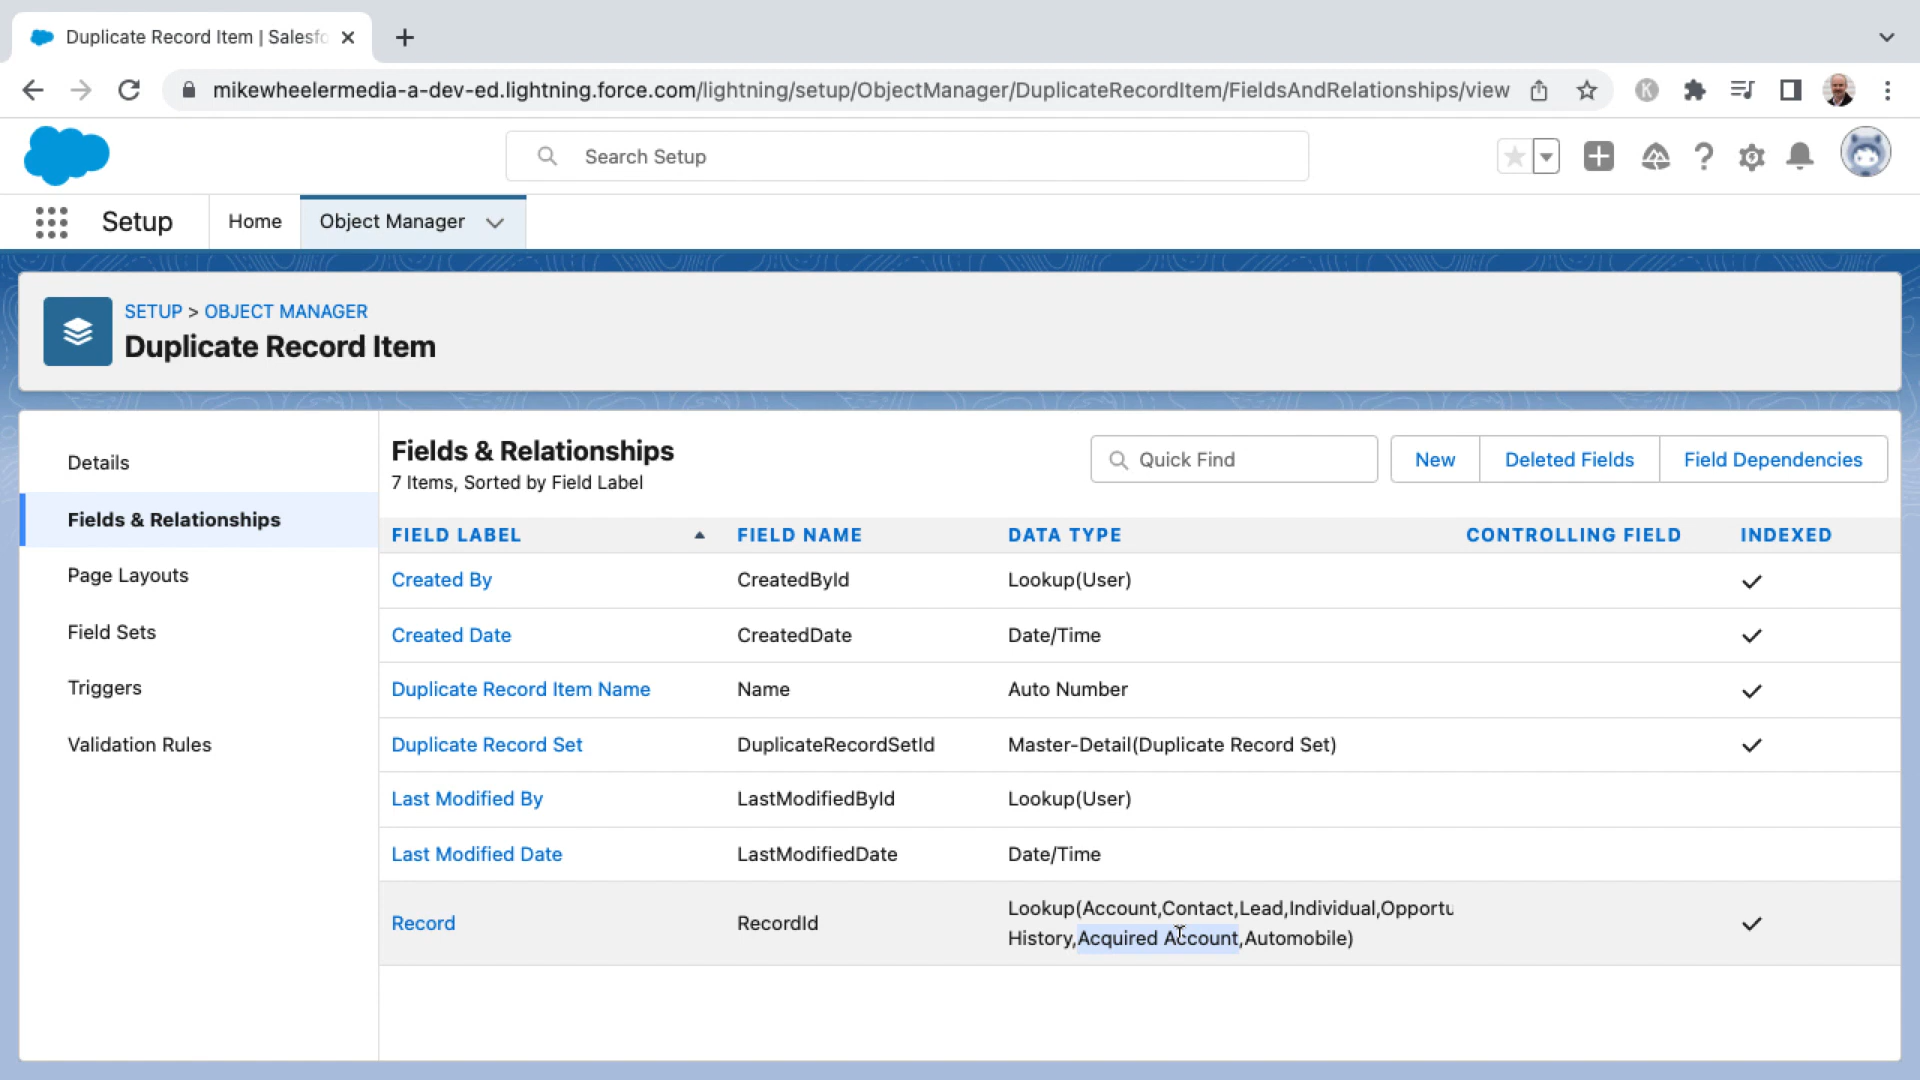 Duplicate Record Item | Salesfo
mikewheelermedia-a-dev-ed.lightning.force.com/lightning/setup/ObjectManager/DuplicateRecordItem/FieldsAndRelationships/view
K
Search Setup
Setup
Home
Object Manager
SETUP > OBJECT MANAGER
Duplicate Record Item
Details
Fields & Relationships
Page Layouts
Field Sets
Triggers
Validation Rules
Fields & Relationships
7 Items, Sorted by Field Label
Quick Find
New
Deleted Fields
Field Dependencies
FIELD LABEL FIELD NAME DATA TYPE CONTROLLING FIELD INDEXED
Created By CreatedById Lookup(User)
Created Date CreatedDate Date/Time
Duplicate Record Item Name Name Auto Number
Duplicate Record Set DuplicateRecordSetId Master-Detail(Duplicate Record Set)
Last Modified By LastModifiedById Lookup(User)
Last Modified Date LastModifiedDate Date/Time
Record RecordId Lookup(Account,Contact,Lead,Individual,Opportu
History,Acquired Account,Automobile)